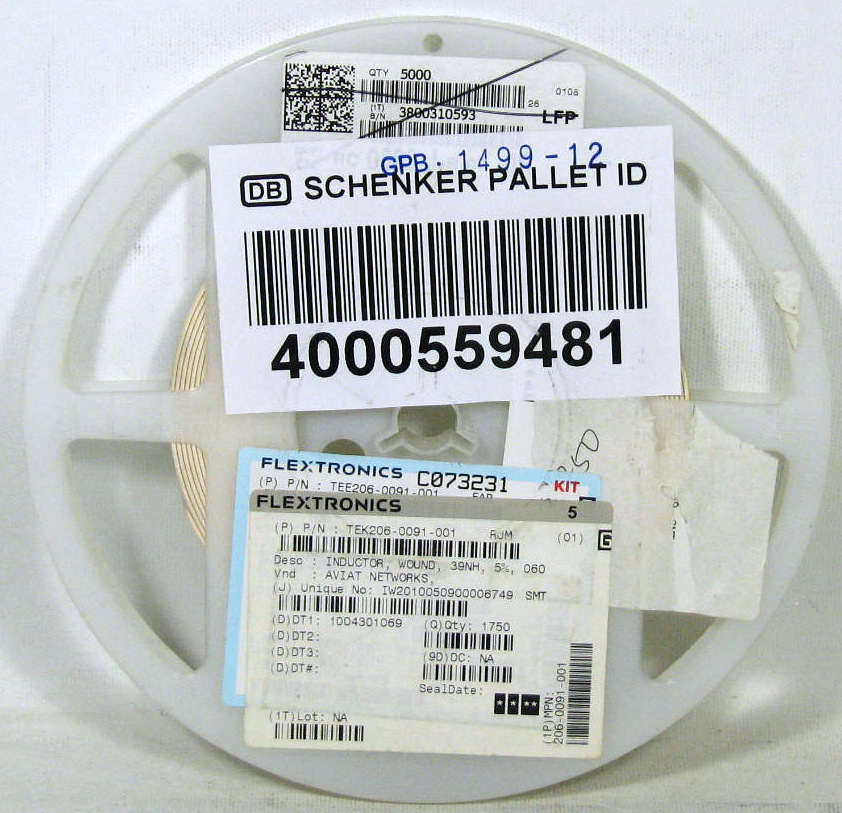 QTY 5000
26 0108
(1T) B/N 3800310593 LFP
GPB. 1499-12
DB SCHENKER PALLET ID
4000559481
FLEXTRONICS C073231 KIT
(P) P/N : TEE206-0091-001
FLEXTRONICS 5
(P) P/N : TEK206-0091-001 RJM (01) G
Desc : INDUCTOR, WOUND, 39NH, 5%, 060
Vnd : AVIAT NETWORKS,
(J) Unique No: IW2010050900006749 SMT
(D)DT1: 1004301069 (Q)Qty: 1750
(D)DT2:
(D)DT3: (9D)DC: NA
(D)DT#:
SealDate: ****
(1T)Lot: NA
(1P)MPN:
206-0091-001